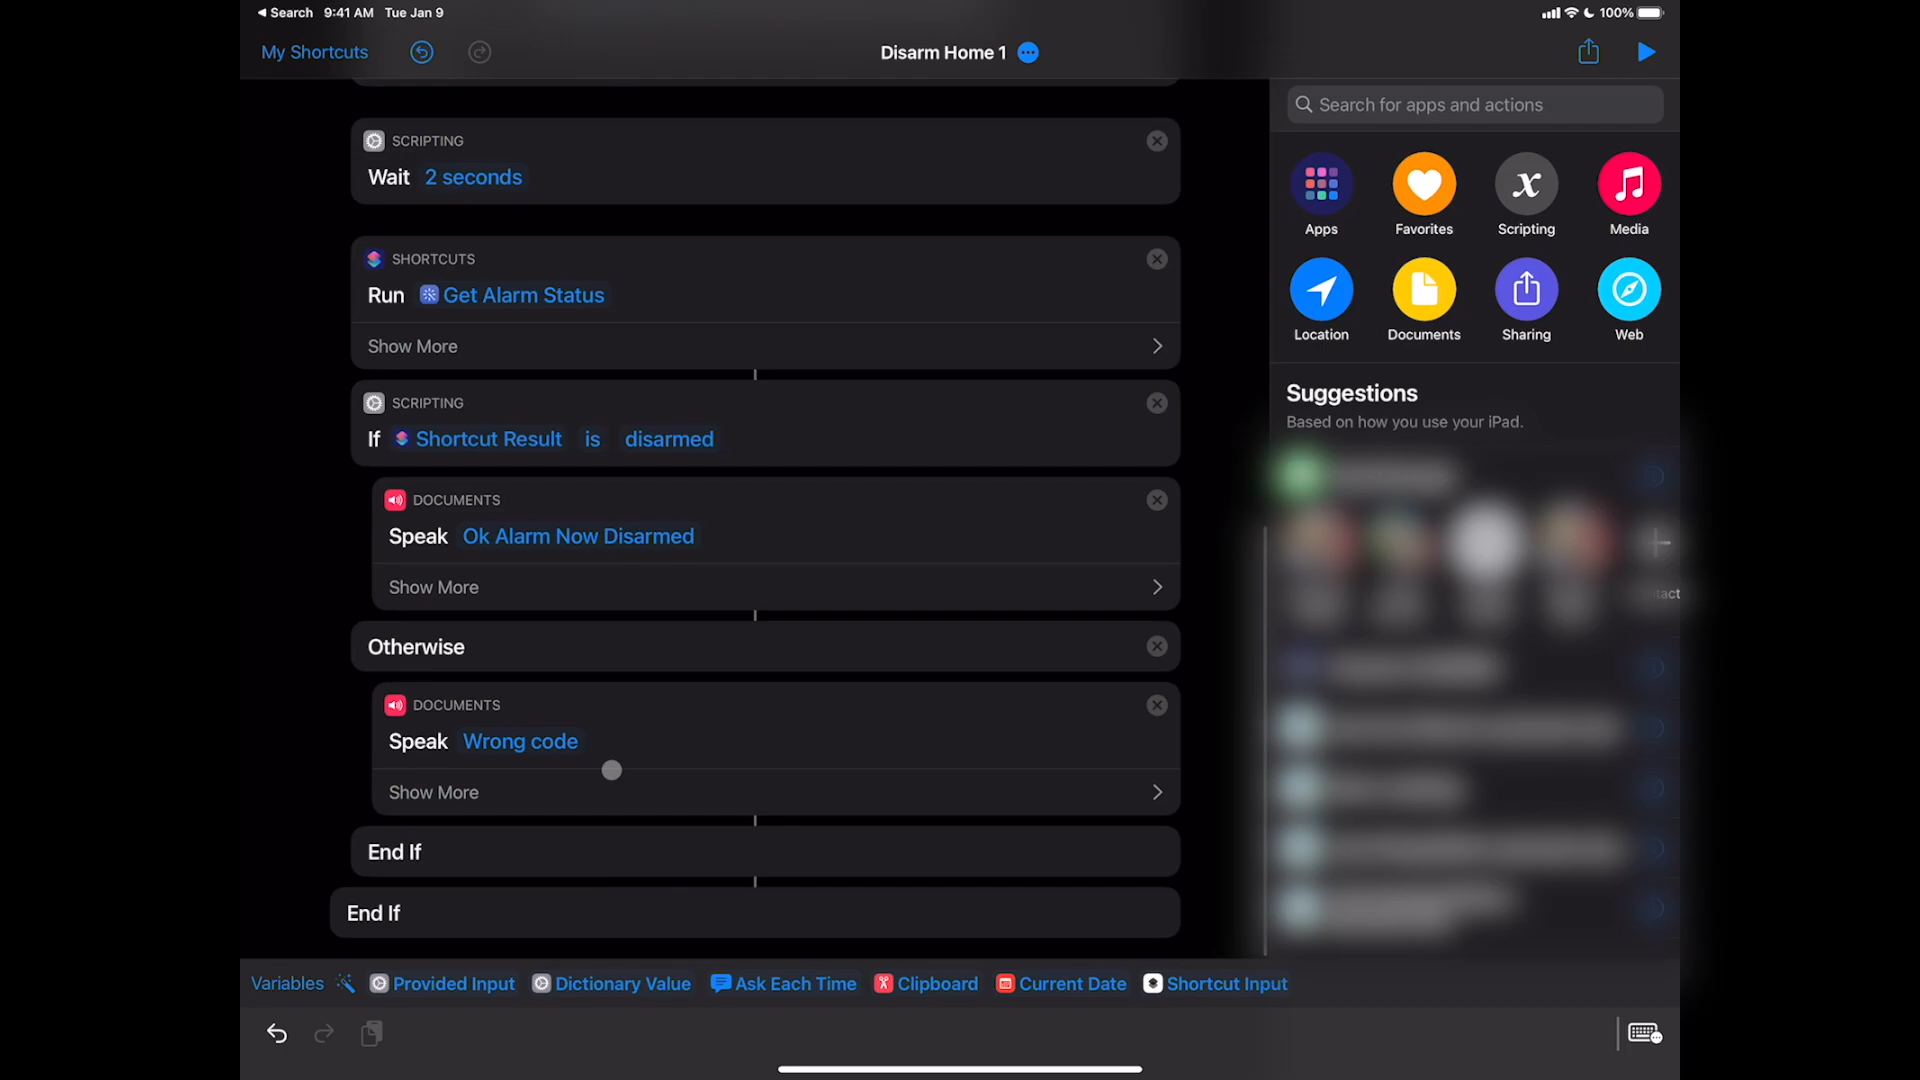 Search 9:41 AM Tue Jan 9
100%
My Shortcuts
Disarm Home 1
Search for apps and actions
SCRIPTING
Wait 2 seconds
Apps
Favorites
Scripting
Media
SHORTCUTS
Run Get Alarm Status
Show More
Location
Documents
Sharing
Web
SCRIPTING
If Shortcut Result is disarmed
Suggestions
Based on how you use your iPad.
DOCUMENTS
Speak Ok Alarm Now Disarmed
Show More
Otherwise
DOCUMENTS
Speak Wrong code
Show More
End If
End If
Variables
Provided Input
Dictionary Value
Ask Each Time
Clipboard
Current Date
Shortcut Input